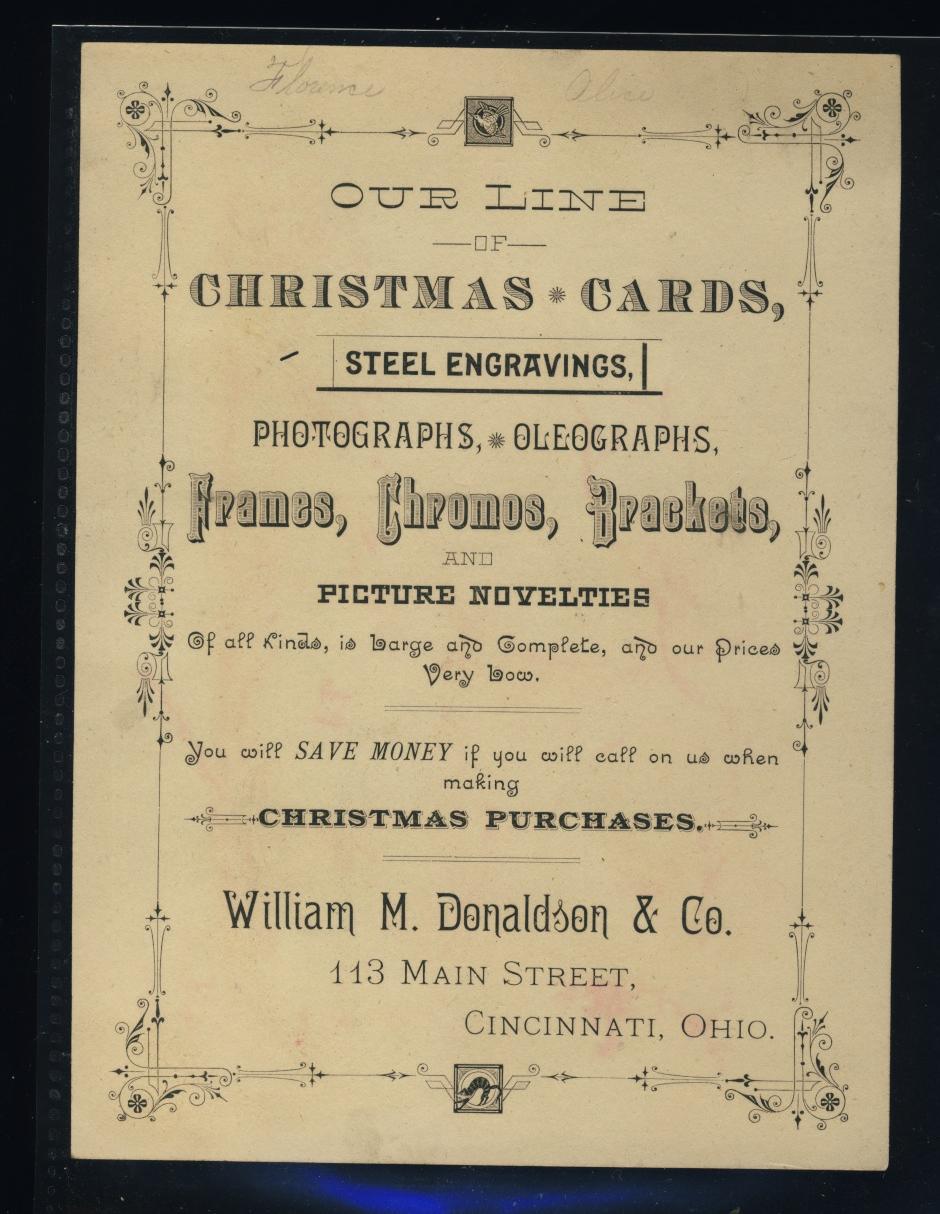 Florence Alice
OUR LINE
OF
CHRISTMAS CARDS,
STEEL ENGRAVINGS,
PHOTOGRAPHS, OLEOGRAPHS,
Frames, Chromos, Brackets,
AND
PICTURE NOVELTIES
Of all Kinds, is Large and Complete, and our Prices
Very Low.
You will SAVE MONEY if you will call on us when
making
CHRISTMAS PURCHASES.
William M. Donaldson & Co.
113 MAIN STREET,
CINCINNATI, OHIO.